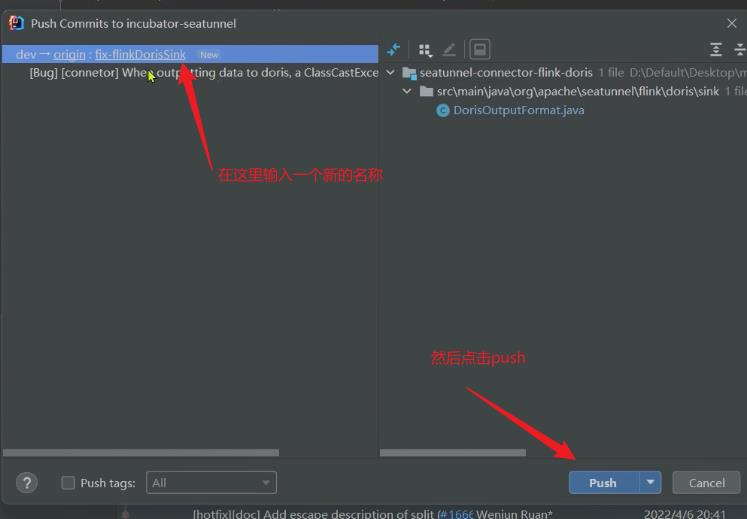 Push Commits to incubator-seatunnel
dev → origin : fix-flinkDorisSink New
[Bug] [connetor] When outputting data to doris, a ClassCastExce
seatunnel-connector-flink-doris 1 file D:\Default\Desktop\m
src\main\java\org\apache\seatunnel\flink\doris\sink 1 file
DorisOutputFormat.java
在这里输入一个新的名称
然后点击push
? Push tags: All Push Cancel
[hotfix][doc] Add escape description of split (#1666 Wenjun Ruan* 2022/4/6 20:41